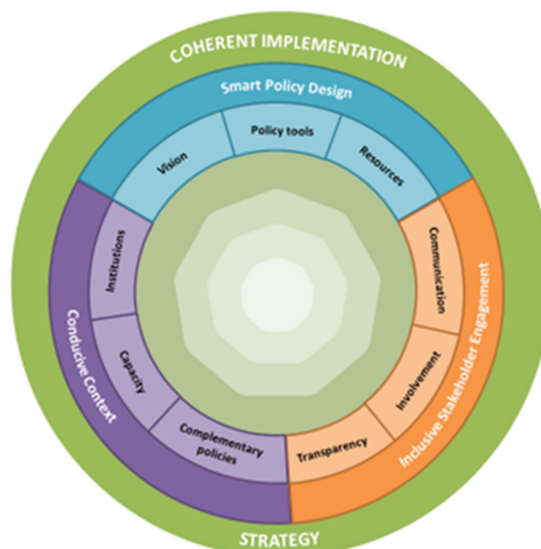 COHERENT IMPLEMENTATION
Smart Policy Design
Vision
Policy tools
Resources
Communication
Involvement
Transparency
Inclusive Stakeholder Engagement
Institutions
Capacity
Complementary
policies
Conducive Context
STRATEGY